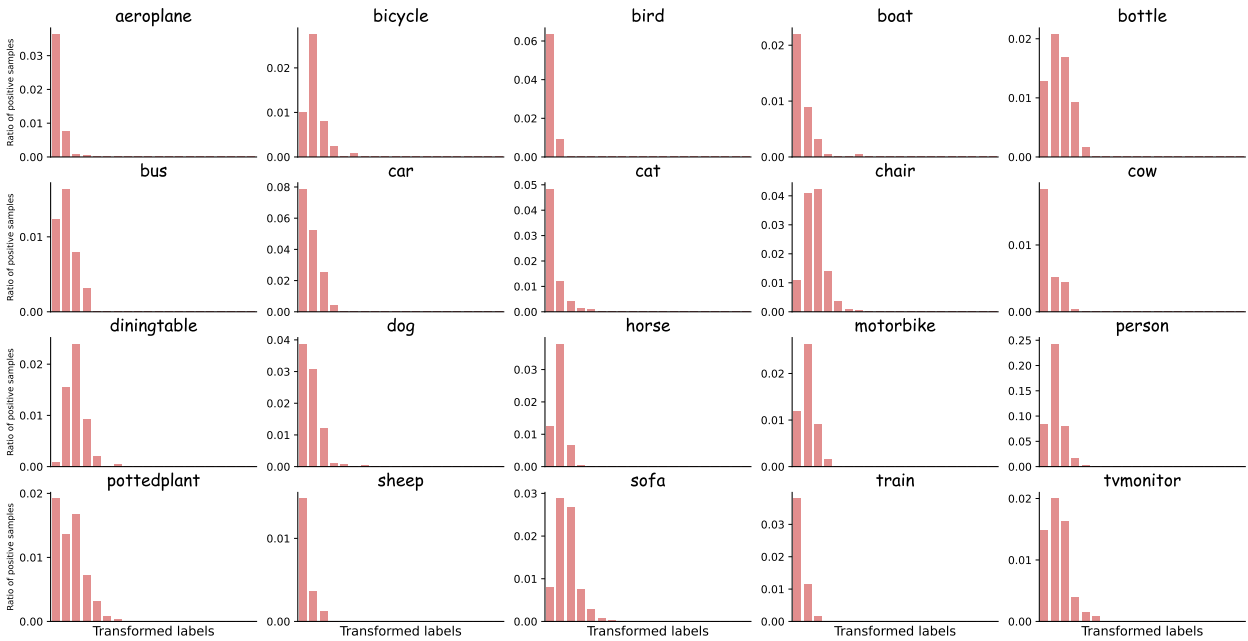 aeroplane bicycle bird boat bottle
Ratio of positive samples
0.03 0.02 0.01 0.00
0.02 0.01 0.00
0.06 0.04 0.02 0.00
0.02 0.01 0.00
0.02 0.01 0.00
bus car cat chair cow
Ratio of positive samples
0.01 0.00
0.08 0.06 0.04 0.02 0.00
0.05 0.04 0.03 0.02 0.01 0.00
0.04 0.03 0.02 0.01 0.00
0.01 0.00
diningtable dog horse motorbike person
Ratio of positive samples
0.02 0.01 0.00
0.04 0.03 0.02 0.01 0.00
0.03 0.02 0.01 0.00
0.02 0.01 0.00
0.25 0.20 0.15 0.10 0.05 0.00
pottedplant sheep sofa train tvmonitor
Ratio of positive samples
0.02 0.01 0.00
0.01 0.00
0.03 0.02 0.01 0.00
0.03 0.02 0.01 0.00
0.02 0.01 0.00
Transformed labels Transformed labels Transformed labels Transformed labels Transformed labels